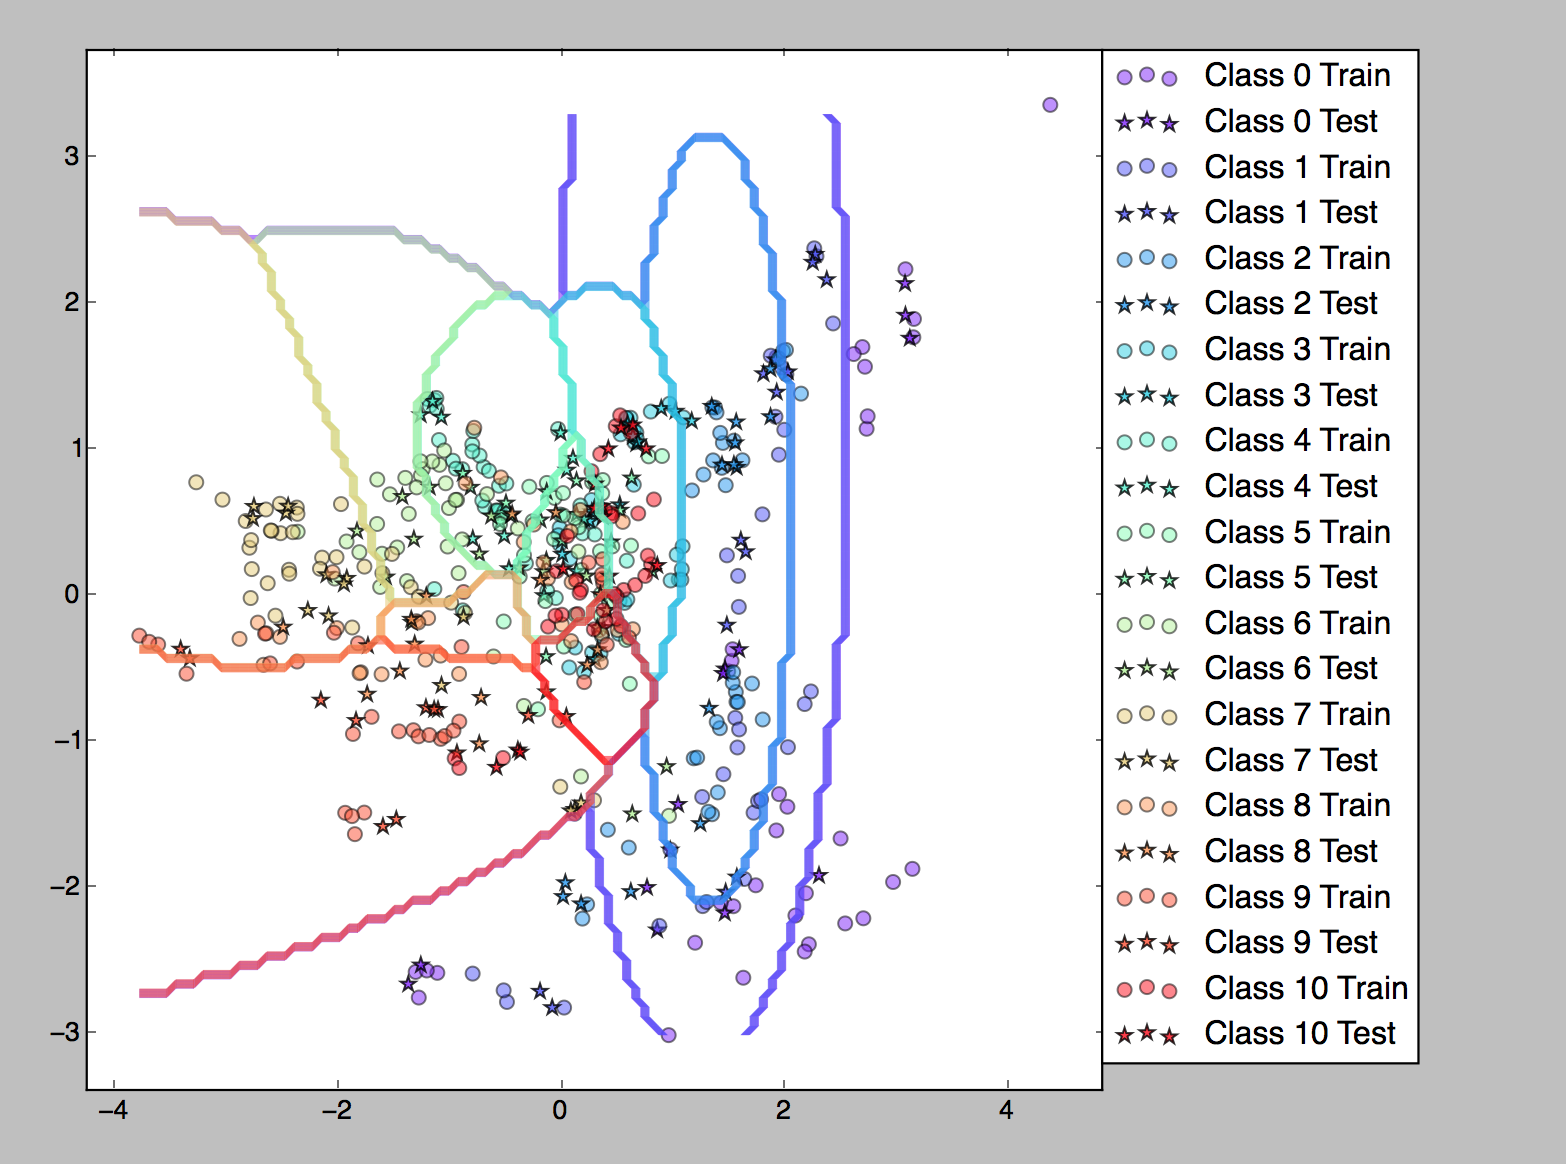 3
2
1
0
−1
−2
−3
−4
−2
0
2
4
Class 0 Train
Class 0 Test
Class 1 Train
Class 1 Test
Class 2 Train
Class 2 Test
Class 3 Train
Class 3 Test
Class 4 Train
Class 4 Test
Class 5 Train
Class 5 Test
Class 6 Train
Class 6 Test
Class 7 Train
Class 7 Test
Class 8 Train
Class 8 Test
Class 9 Train
Class 9 Test
Class 10 Train
Class 10 Test